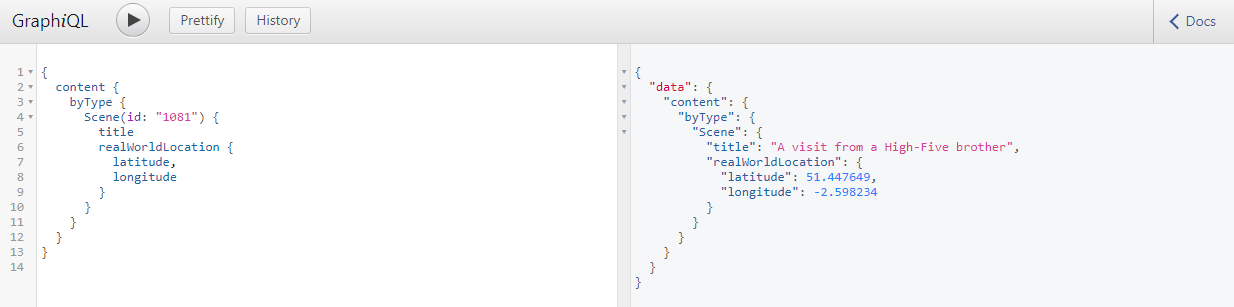 GraphiQL Prettify History Docs
1 {
2 content {
3 byType {
4 Scene(id: "1081") {
5 title
6 realWorldLocation {
7 latitude,
8 longitude
9 }
10 }
11 }
12 }
13 }
14
{
"data": {
"content": {
"byType": {
"Scene": {
"title": "A visit from a High-Five brother",
"realWorldLocation": {
"latitude": 51.447649,
"longitude": -2.598234
}
}
}
}
}
}